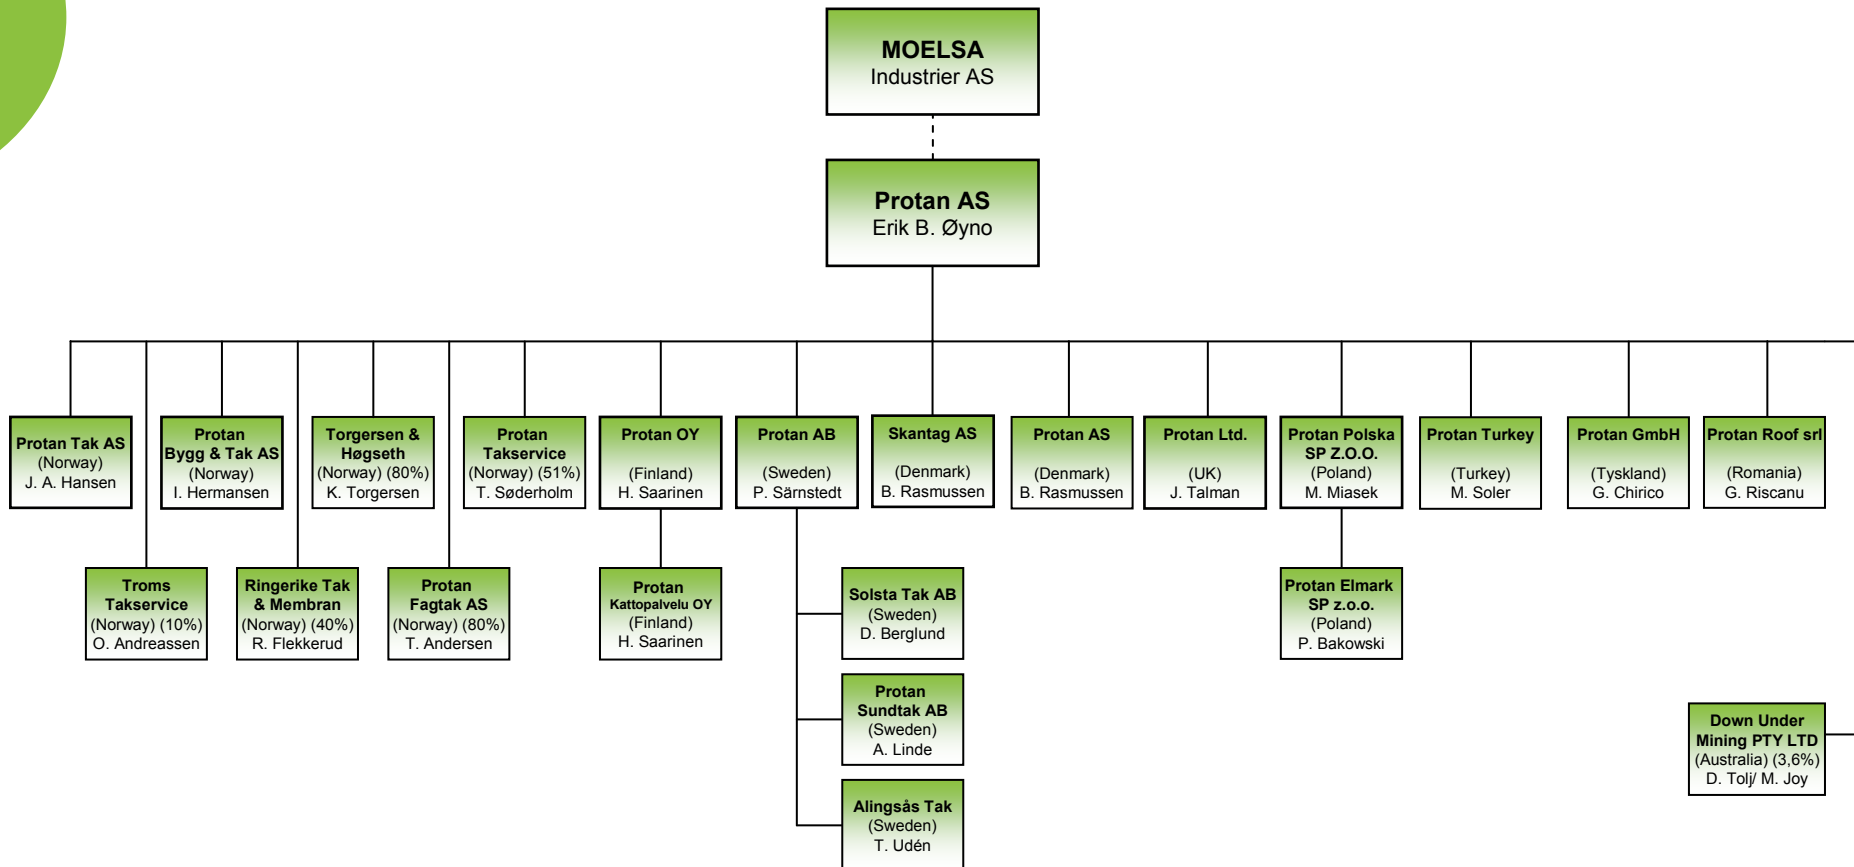 MOELSA
Industrier AS
Protan AS
Erik B. Øyno
Protan Tak AS
(Norway)
J. A. Hansen
Protan
Bygg & Tak AS
(Norway)
I. Hermansen
Torgersen &
Høgseth
(Norway) (80%)
K. Torgersen
Protan
Takservice
(Norway) (51%)
T. Søderholm
Protan OY
(Finland)
H. Saarinen
Protan AB
(Sweden)
P. Särnstedt
Skantag AS
(Denmark)
B. Rasmussen
Protan AS
(Denmark)
B. Rasmussen
Protan Ltd.
(UK)
J. Talman
Protan Polska
SP Z.O.O.
(Poland)
M. Miasek
Protan Turkey
(Turkey)
M. Soler
Protan GmbH
(Tyskland)
G. Chirico
Protan Roof srl
(Romania)
G. Riscanu
Troms
Takservice
(Norway) (10%)
O. Andreassen
Ringerike Tak
& Membran
(Norway) (40%)
R. Flekkerud
Protan
Fagtak AS
(Norway) (80%)
T. Andersen
Protan
Kattopalvelu OY
(Finland)
H. Saarinen
Solsta Tak AB
(Sweden)
D. Berglund
Protan Elmark
SP z.o.o.
(Poland)
P. Bakowski
Protan
Sundtak AB
(Sweden)
A. Linde
Down Under
Mining PTY LTD
(Australia) (3,6%)
D. Tolj/ M. Joy
Alingsås Tak
(Sweden)
T. Udén